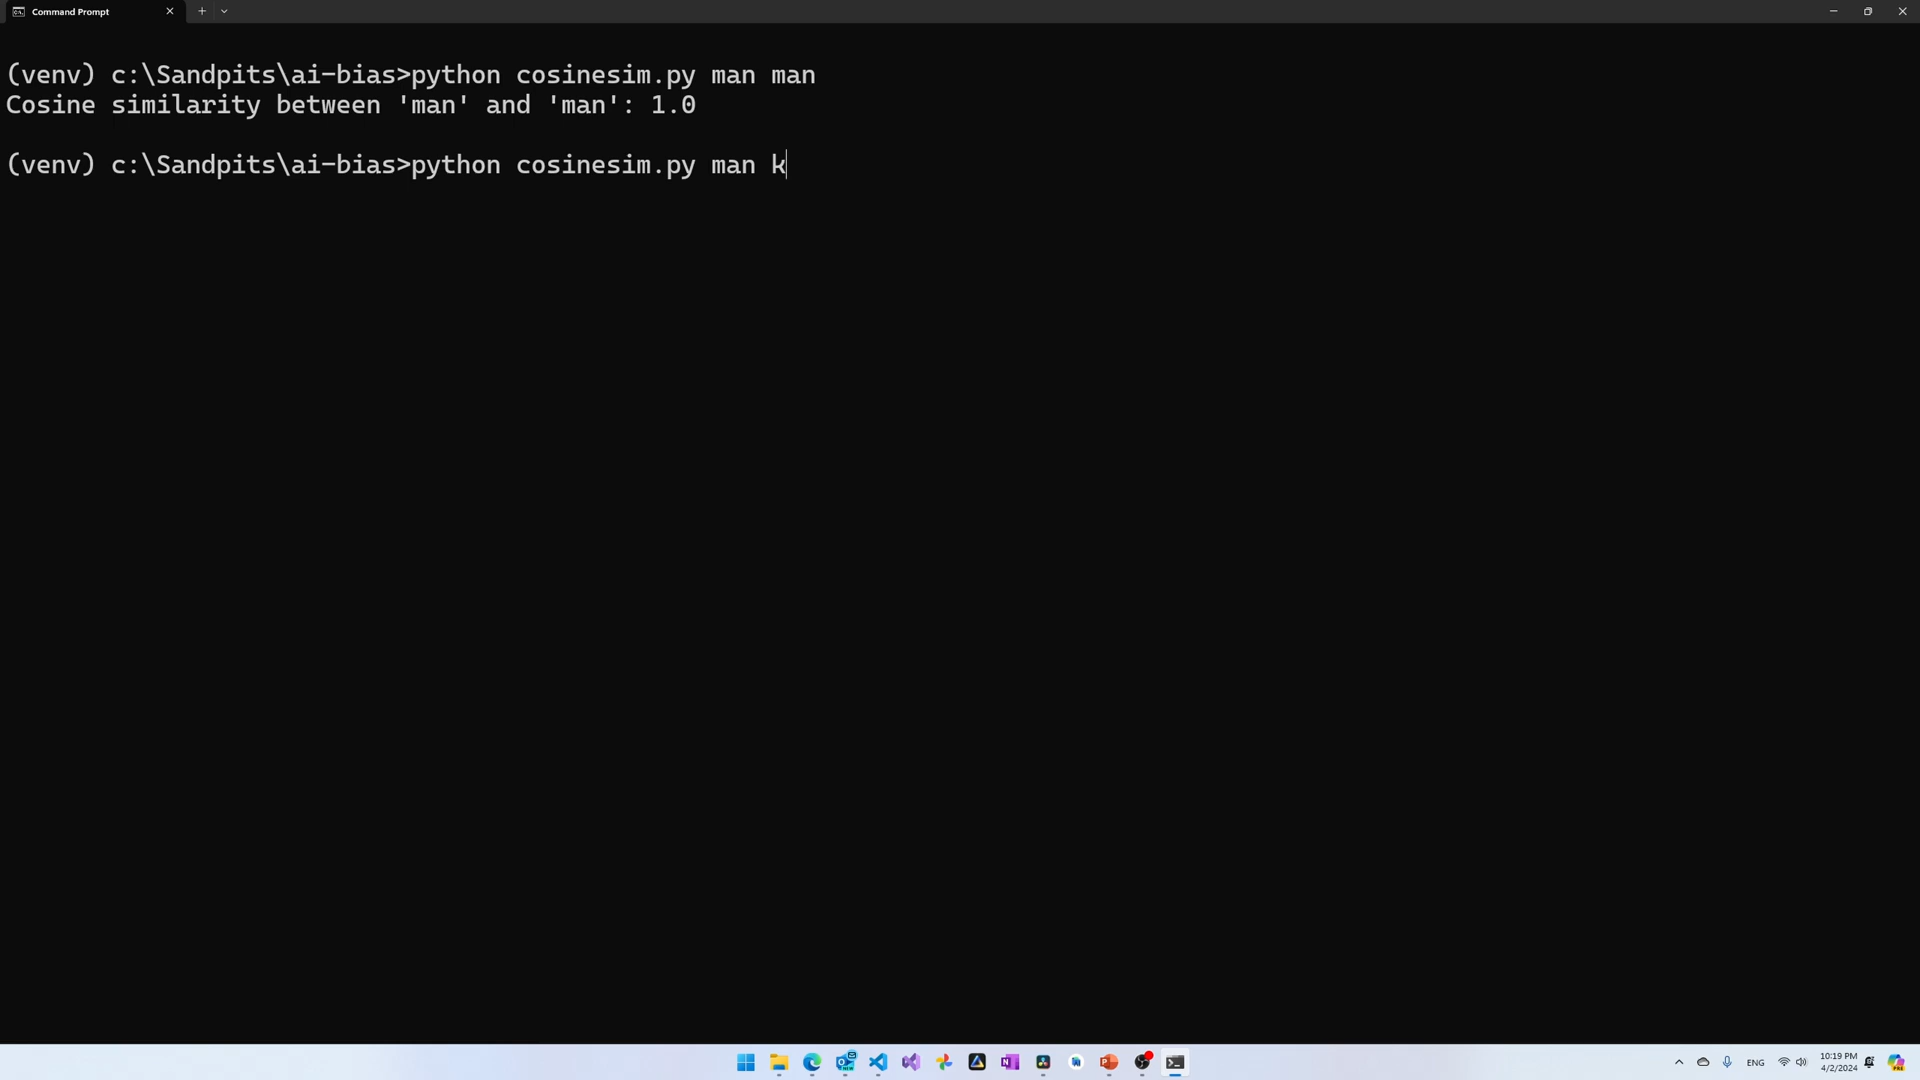 Command Prompt
(venv) c:\Sandpits\ai-bias>python cosinesim.py man man
Cosine similarity between 'man' and 'man': 1.0
(venv) c:\Sandpits\ai-bias>python cosinesim.py man k
ENG
10:19 PM
4/2/2024